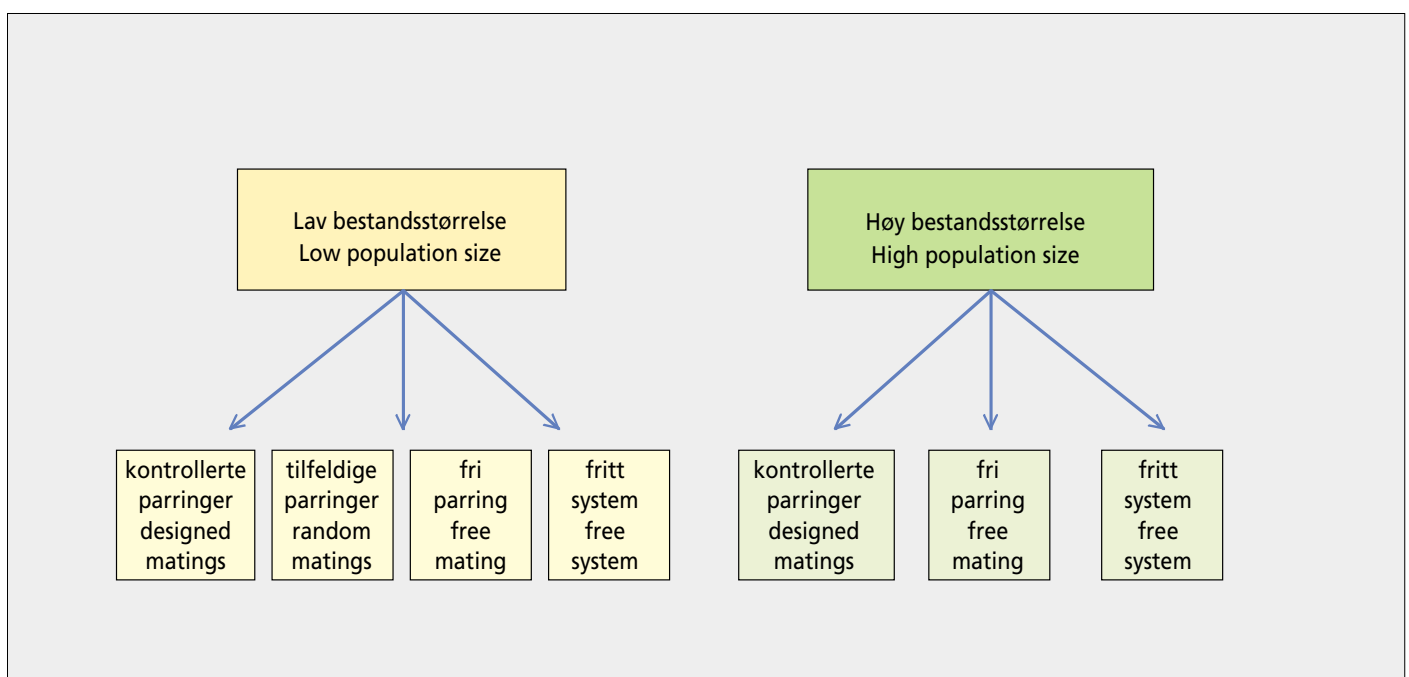 Lav bestandsstørrelse
Low population size
Høy bestandsstørrelse
High population size
kontrollerte
parringer
designed
matings
tilfeldige
parringer
random
matings
fri
parring
free
mating
fritt
system
free
system
kontrollerte
parringer
designed
matings
fri
parring
free
mating
fritt
system
free
system